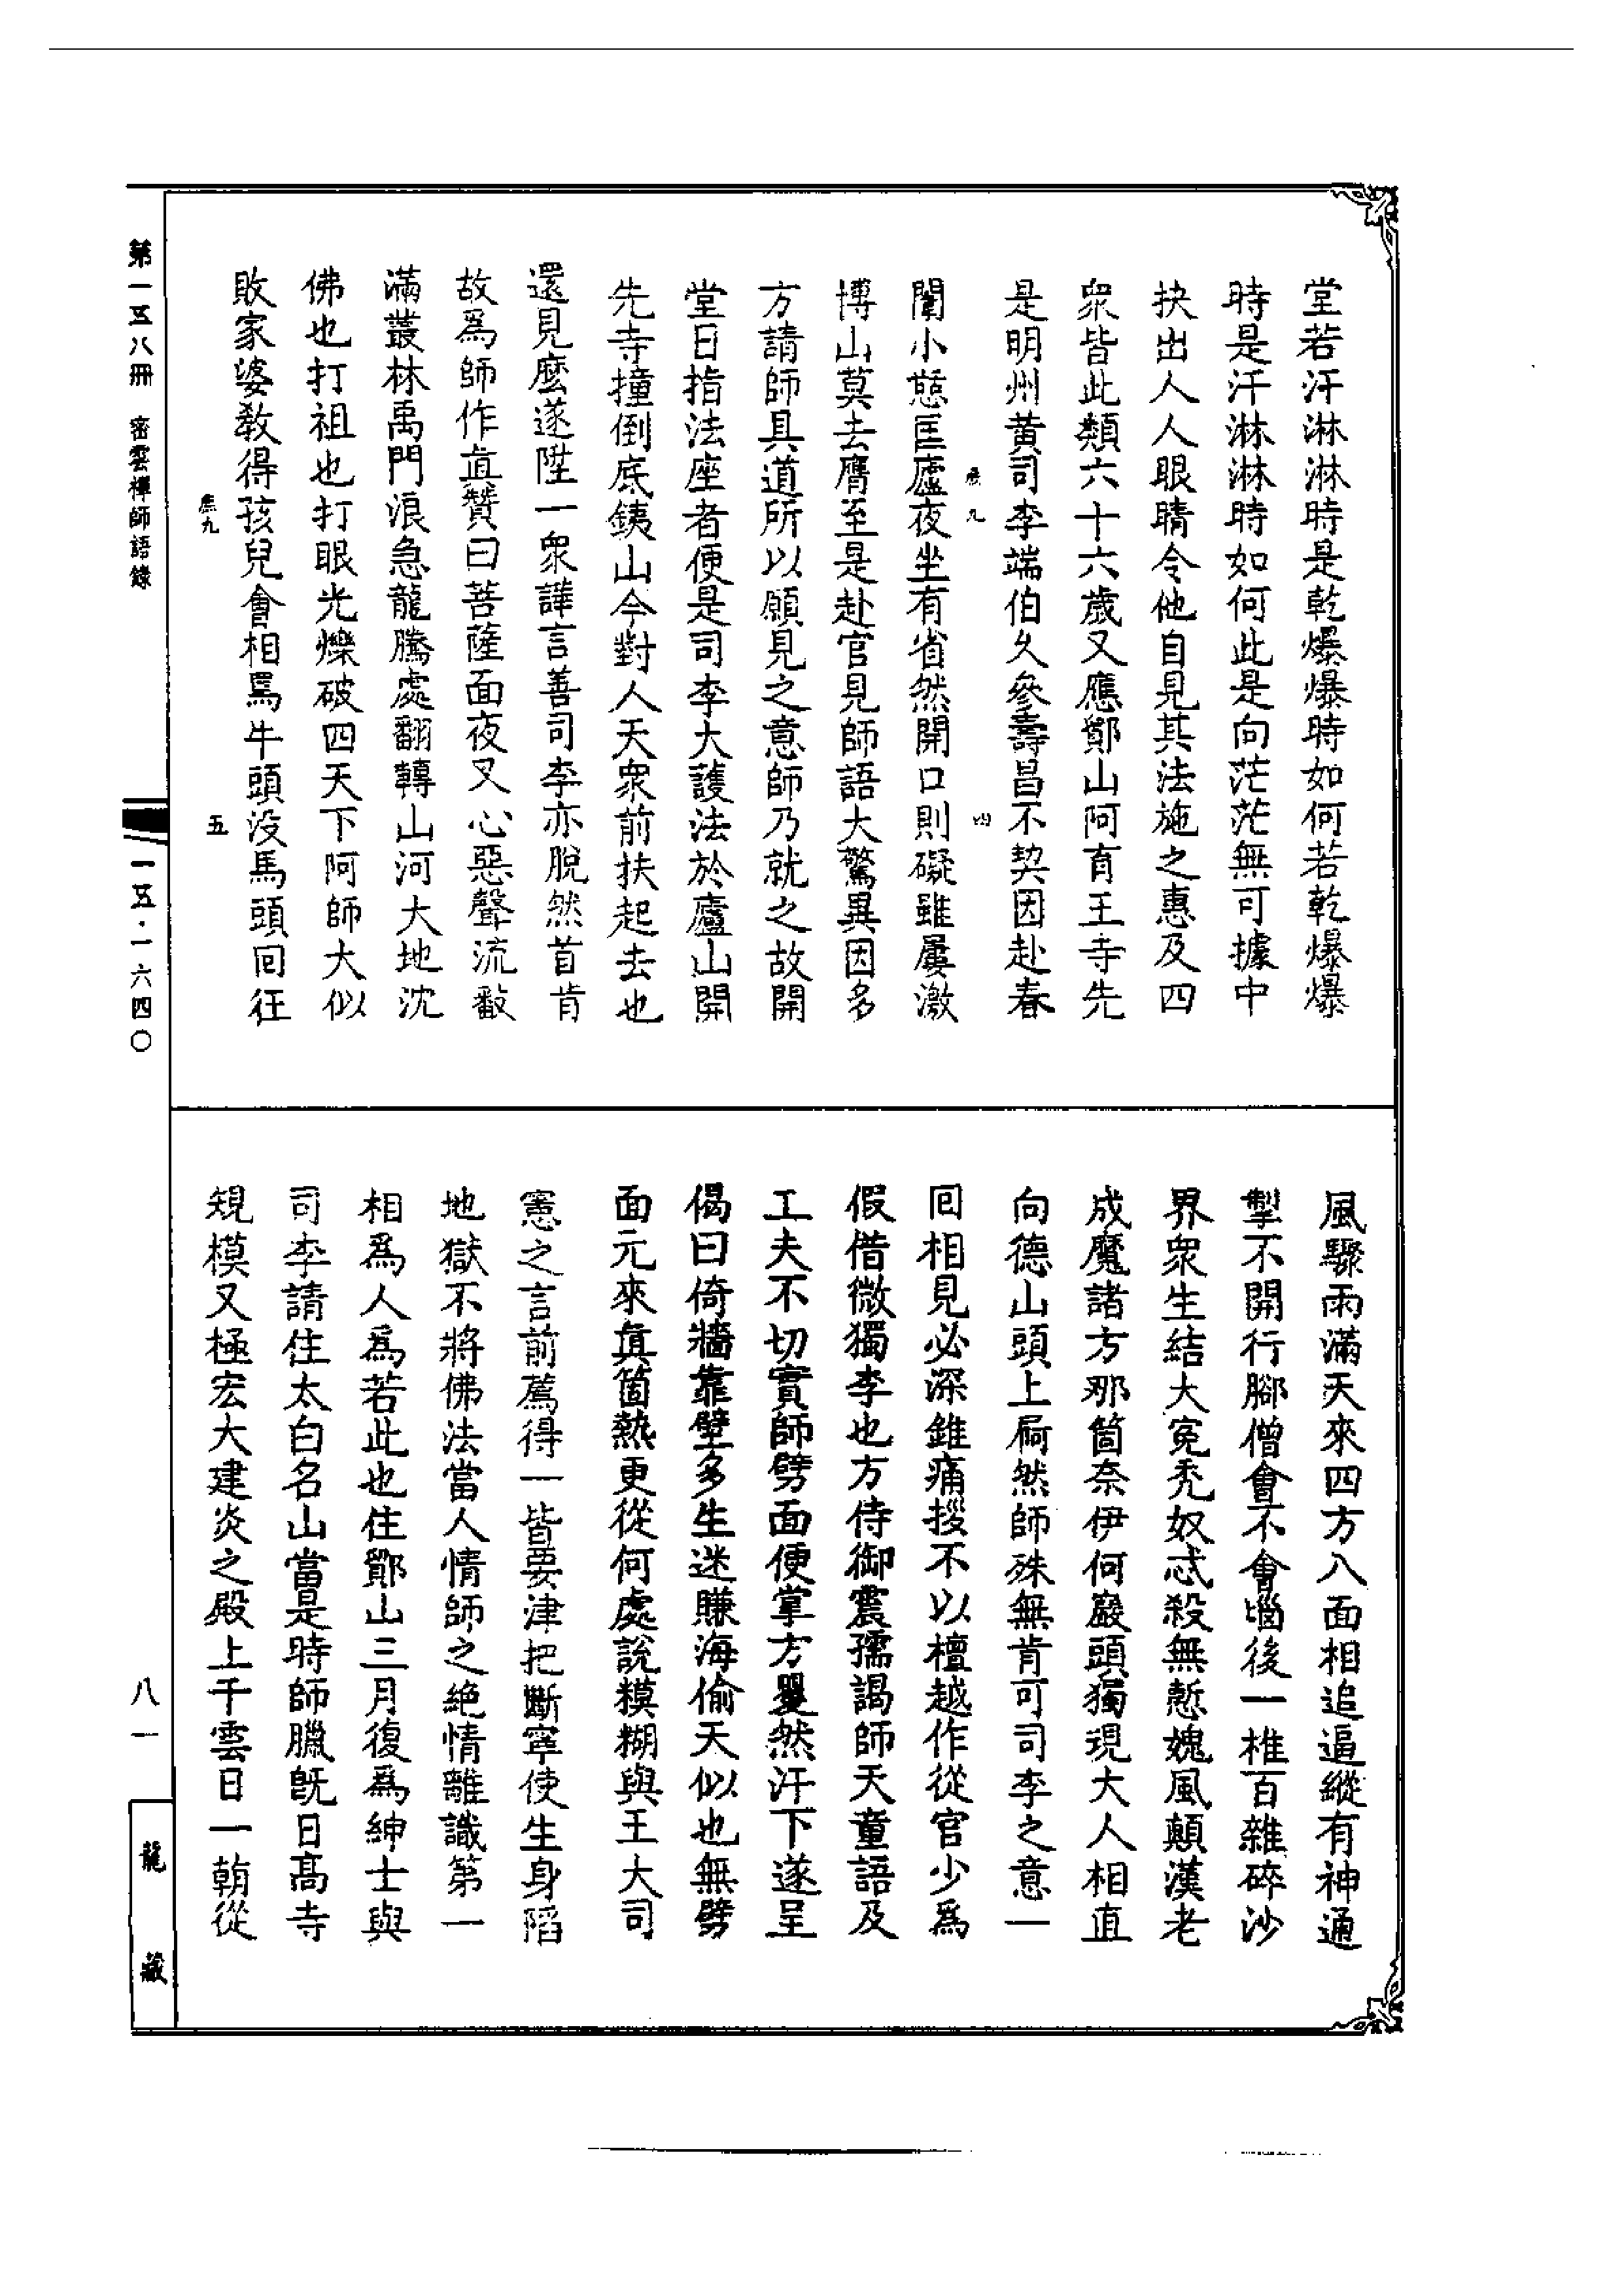 堂若汗淋淋時是乾爆爆時如何若乾爆爆
時是汗淋淋時如何此是向茫茫無可據中
抉出人人眼睛令他自見其法施之惠及四
衆皆此類六十六歲又應鄮山阿育王寺先
是明州黄司李端伯久參壽昌不契因赴春
闈小憩匡廬夜坐有省然開口則礙雖屢激
博山莫去膺至是赴官見師語大驚異因多
方請師具道所以願見之意師乃就之故開
堂日指法座者便是司李大護法於廬山開
先寺撞倒底銕山今對人天衆前扶起去也
還見麼遂陞一衆譁言善司李亦脫然首肯
故爲師作真贊曰菩薩面夜叉心惡聲流毃
滿叢林禹門浪急龍騰處翻轉山河大地沈
佛也打祖也打眼光爍破四天下阿師大似
敗家婆教得孩兒會相罵牛頭没馬頭回狂
九
四
九
五
風驟雨滿天來四方八面相追逼縱有神通
掣不開行腳僧會不會惱後一椎百雜碎沙
界衆生結大寃秃奴忒殺無慙媿風顛漢老
成魔諸方那箇奈伊何巖頭獨現大人相直
向德山頭上屙然師殊無肯可司李之意一
回相見必深錐痛拶不以檀越作從官少爲
假借微獨李也方侍御震孺謁師天童語及
工夫不切實師劈面便掌方矍然汗下遂呈
偈曰倚牆靠壁多生迷賺海偷天似也無劈
面元來真箇熱更從何處說模糊與王大司
憲之言前薦得一皆要津把斷寧使生身陷
地獄不將佛法當人情師之絕情離識第一
相爲人爲若此也住鄮山三月復爲紳士與
司李請住太白名山當是時師臘旣日高寺
規模又極宏大建炎之殿上千雲日一朝從
第一五八冊　密雲禪師語錄
一五·一六四〇
八一
龍藏